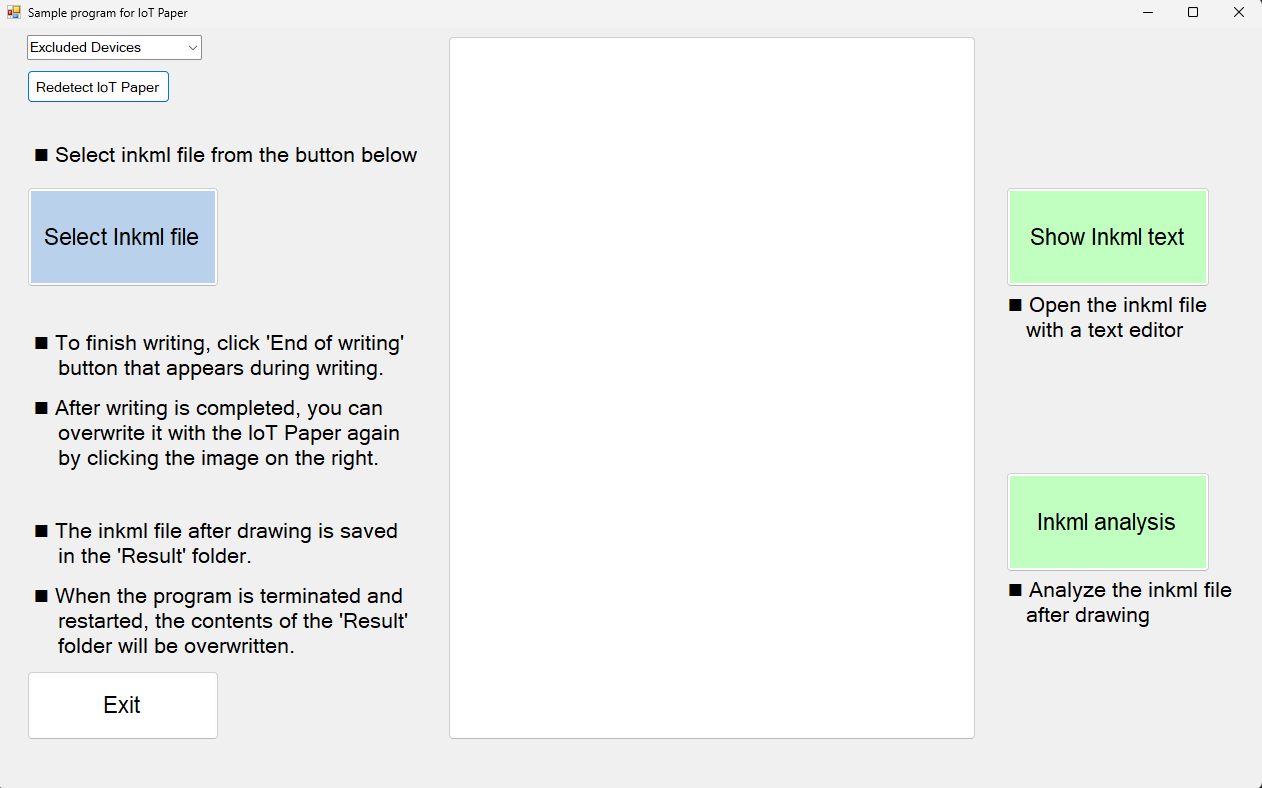 Sample program for IoT Paper
Excluded Devices
Redetect IoT Paper
■ Select inkml file from the button below
Select Inkml file
■ To finish writing, click 'End of writing'
button that appears during writing.
■ After writing is completed, you can
overwrite it with the IoT Paper again
by clicking the image on the right.
■ The inkml file after drawing is saved
in the 'Result' folder.
■ When the program is terminated and
restarted, the contents of the 'Result'
folder will be overwritten.
Exit
Show Inkml text
■ Open the inkml file
with a text editor
Inkml analysis
■ Analyze the inkml file
after drawing